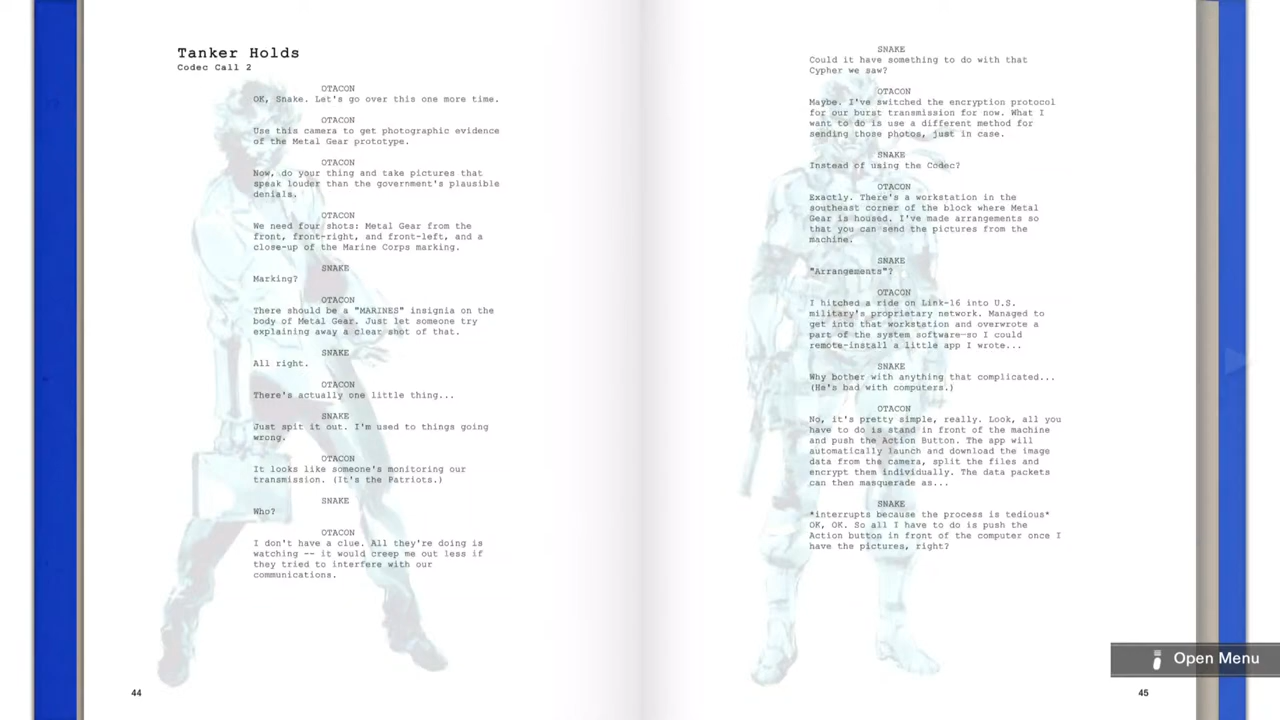 Tanker Holds
Codec Call 2
OTACON
OK, Snake. Let's go over this one more time.
OTACON
Use this camera to get photographic evidence
of the Metal Gear prototype.
OTACON
Now, do your thing and take pictures that
speak louder than the government's plausible
denials.
OTACON
We need four shots: Metal Gear from the
front, front-right, and front-left, and a
close-up of the Marine Corps marking.
SNAKE
Marking?
OTACON
There should be a "MARINES" insignia on the
body of Metal Gear. Just let someone try
explaining away a clear shot of that.
SNAKE
All right.
OTACON
There's actually one little thing...
SNAKE
Just spit it out. I'm used to things going
wrong.
OTACON
It looks like someone's monitoring our
transmission. (It's the Patriots.)
SNAKE
Who?
OTACON
I don't have a clue. All they're doing is
watching -- it would creep me out less if
they tried to interfere with our
communications.
44
SNAKE
Could it have something to do with that
Cypher we saw?
OTACON
Maybe. I've switched the encryption protocol
for our burst transmission for now. What I
want to do is use a different method for
sending those photos, just in case.
SNAKE
Instead of using the Codec?
OTACON
Exactly. There's a workstation in the
southeast corner of the block where Metal
Gear is housed. I've made arrangements so
that you can send the pictures from the
machine.
SNAKE
"Arrangements"?
OTACON
I hitched a ride on Link-16 into U.S.
military's proprietary network. Managed to
get into that workstation and overwrote a
part of the system software—so I could
remote-install a little app I wrote...
SNAKE
Why bother with anything that complicated...
(He's bad with computers.)
OTACON
No, it's pretty simple, really. Look, all you
have to do is stand in front of the machine
and push the Action Button. The app will
automatically launch and download the image
data from the camera, split the files and
encrypt them individually. The data packets
can then masquerade as...
SNAKE
*interrupts because the process is tedious*
OK, OK. So all I have to do is push the
Action button in front of the computer once I
have the pictures, right?
Open Menu
45